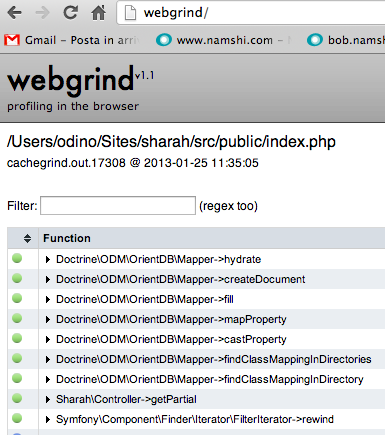 webgrind/
Gmail - Posta in arri
www.namshi.com -
bob.namshi
webgrind v1.1
profiling in the browser
/Users/odino/Sites/sharah/src/public/index.php
cachegrind.out.17308 @ 2013-01-25 11:35:05
Filter: (regex too)
Function
Doctrine\ODM\OrientDB\Mapper->hydrate
Doctrine\ODM\OrientDB\Mapper->createDocument
Doctrine\ODM\OrientDB\Mapper->fill
Doctrine\ODM\OrientDB\Mapper->mapProperty
Doctrine\ODM\OrientDB\Mapper->castProperty
Doctrine\ODM\OrientDB\Mapper->findClassMappingInDirectories
Doctrine\ODM\OrientDB\Mapper->findClassMappingInDirectory
Sharah\Controller->getPartial
Symfony\Component\Finder\Iterator\FilterIterator->rewind